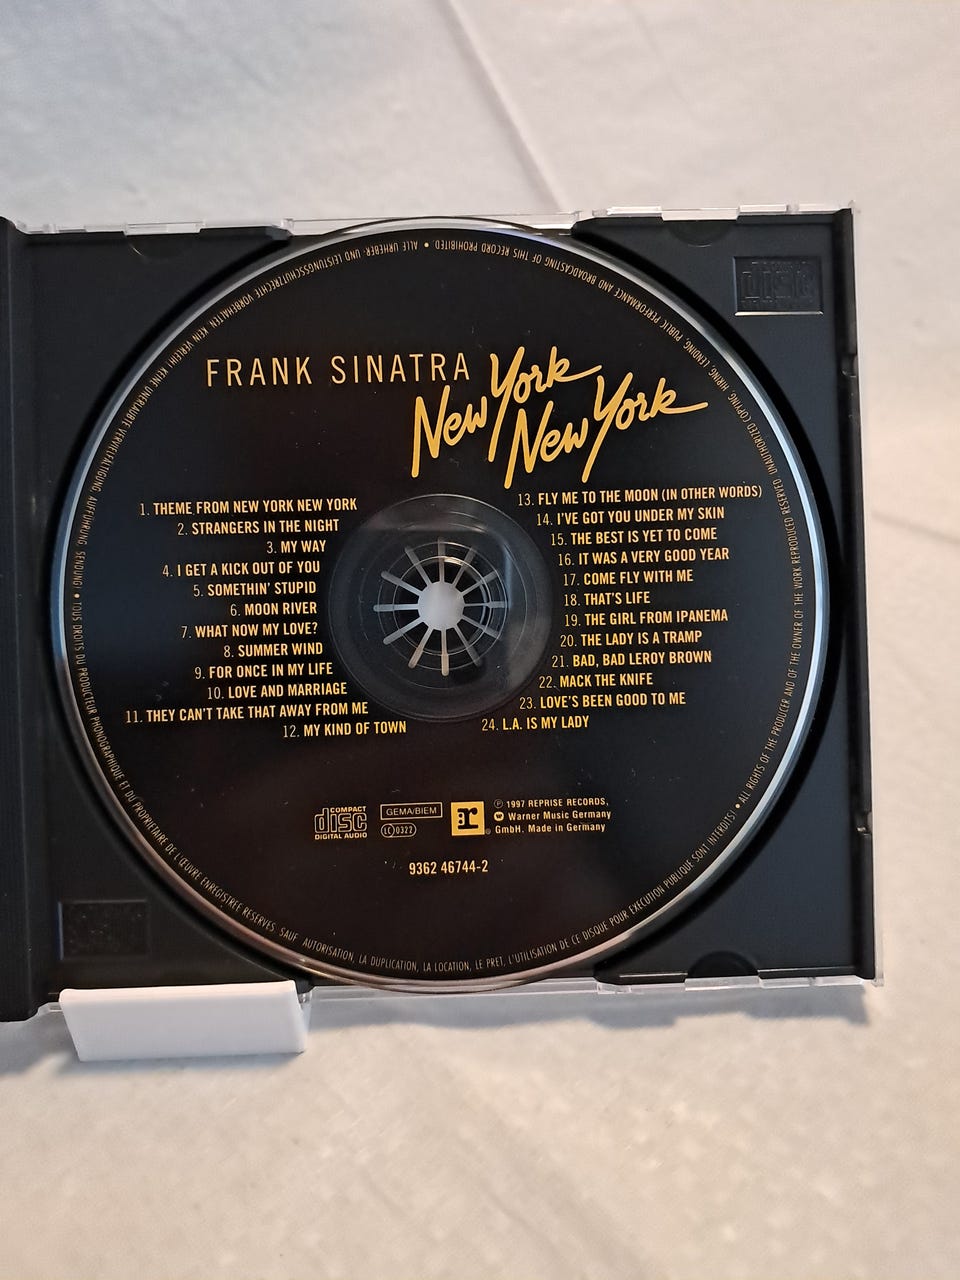 FRANK SINATRA
New York
New York
1. THEME FROM NEW YORK NEW YORK
2. STRANGERS IN THE NIGHT
3. MY WAY
4. I GET A KICK OUT OF YOU
5. SOMETHIN' STUPID
6. MOON RIVER
7. WHAT NOW MY LOVE?
8. SUMMER WIND
9. FOR ONCE IN MY LIFE
10. LOVE AND MARRIAGE
11. THEY CAN'T TAKE THAT AWAY FROM ME
12. MY KIND OF TOWN
13. FLY ME TO THE MOON (IN OTHER WORDS)
14. I'VE GOT YOU UNDER MY SKIN
15. THE BEST IS YET TO COME
16. IT WAS A VERY GOOD YEAR
17. COME FLY WITH ME
18. THAT'S LIFE
19. THE GIRL FROM IPANEMA
20. THE LADY IS A TRAMP
21. BAD, BAD LEROY BROWN
22. MACK THE KNIFE
23. LOVE'S BEEN GOOD TO ME
24. L.A. IS MY LADY
COMPACT
disc
DIGITAL AUDIO
GEMA/BIEM
LC 0322
r
℗ 1997 REPRISE RECORDS,
Warner Music Germany
GmbH. Made in Germany
9362 46744-2
ALLE URHEBER- UND LEISTUNGSSCHUTZRECHTE VORBEHALTEN. KEIN VERLEIH! KEINE UNERLAUBTE VERVIELFÄLTIGUNG, AUFFÜHRUNG, SENDUNG! • TOUS DROITS DU PRODUCTEUR PHONOGRAPHIQUE ET DU PROPRIETAIRE DE L'ŒUVRE ENREGISTREE RESERVES. SAUF AUTORISATION, LA DUPLICATION, LA LOCATION, LE PRET, L'UTILISATION DE CE DISQUE POUR EXECUTION PUBLIQUE SONT INTERDITS! • ALL RIGHTS OF THE PRODUCER AND OF THE OWNER OF THE WORK REPRODUCED RESERVED. UNAUTHORIZED COPYING, HIRING, LENDING, PUBLIC PERFORMANCE AND BROADCASTING OF THIS RECORD PROHIBITED. •
disc